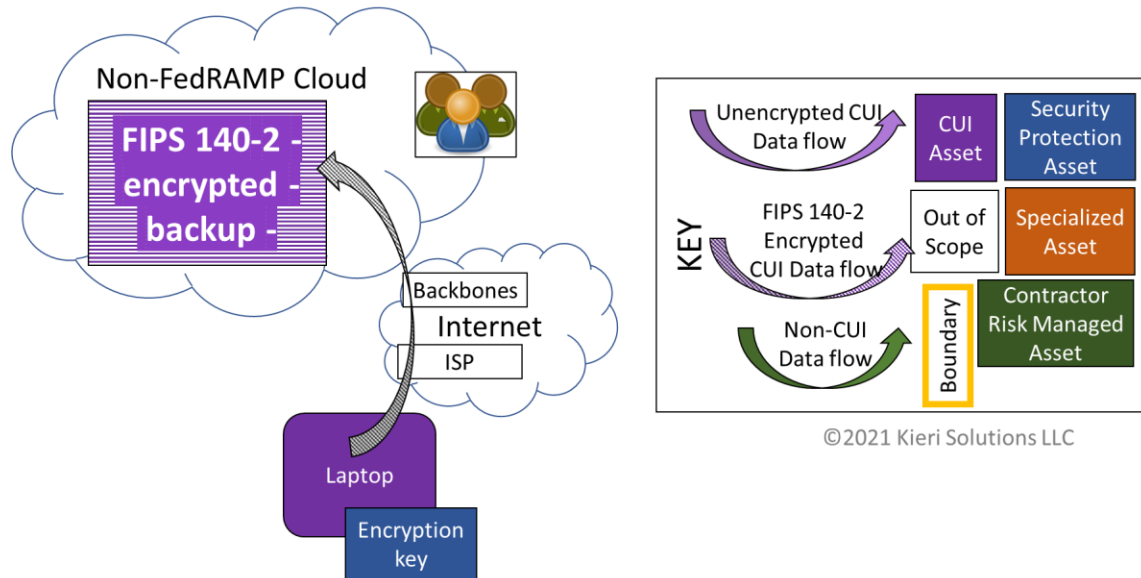 Non-FedRAMP Cloud
FIPS 140-2 -
encrypted -
backup -
Backbones
Internet
ISP
Laptop
Encryption
key
KEY
Unencrypted CUI
Data flow
CUI
Asset
Security
Protection
Asset
FIPS 140-2
Encrypted
CUI Data flow
Out of
Scope
Specialized
Asset
Non-CUI
Data flow
Boundary
Contractor
Risk Managed
Asset
©2021 Kieri Solutions LLC